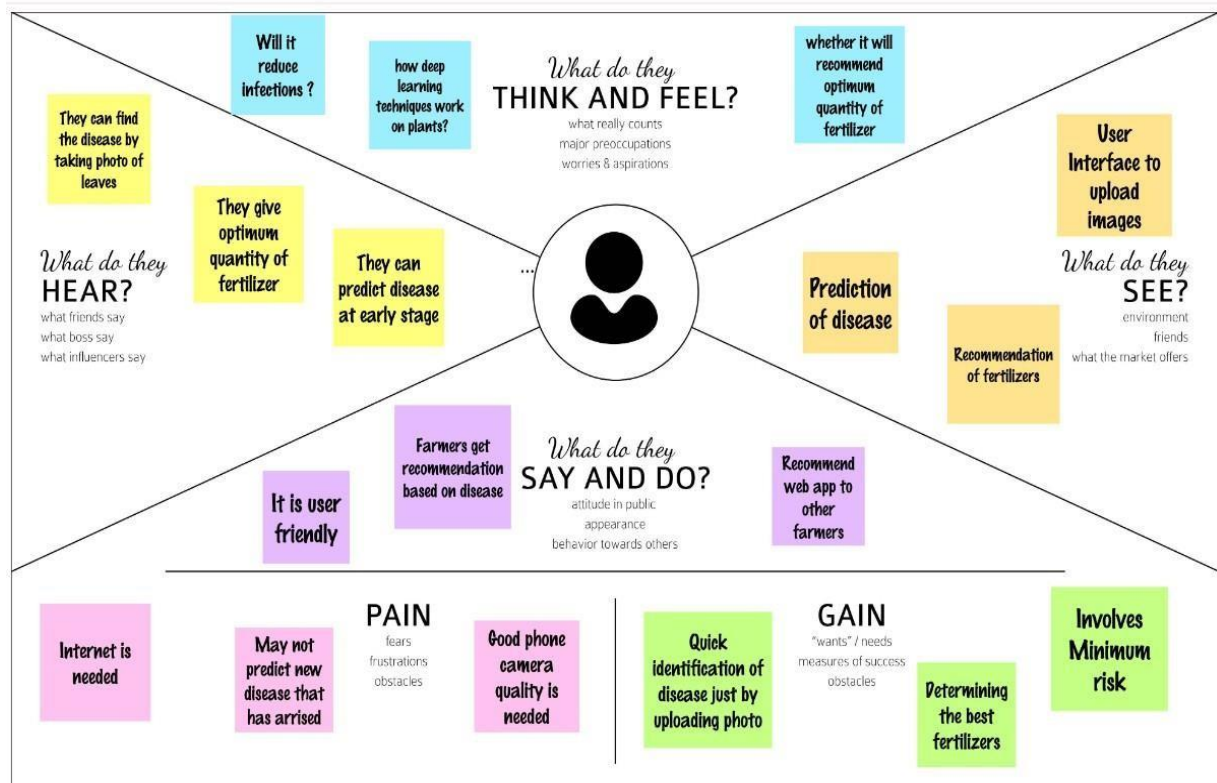 Will it
reduce
infections ?
how deep
learning
techniques work
on plants?
What do they
THINK AND FEEL?
what really counts
major preoccupations
worries & aspirations
whether it will
recommend
optimum
quantity of
fertilizer
They can find
the disease by
taking photo of
leaves
They give
optimum
quantity of
fertilizer
They can
predict disease
at early stage
What do they
HEAR?
what friends say
what boss say
what influencers say
...
User
Interface to
upload
images
Prediction
of disease
Recommendation
of fertilizers
What do they
SEE?
environment
friends
what the market offers
It is user
friendly
Farmers get
recommendation
based on disease
What do they
SAY AND DO?
attitude in public
appearance
behavior towards others
Recommend
web app to
other
farmers
Internet is
needed
May not
predict new
disease that
has arrised
PAIN
fears
frustrations
obstacles
Good phone
camera
quality is
needed
Quick
identification of
disease just by
uploading photo
GAIN
"wants" / needs
measures of success
obstacles
Determining
the best
fertilizers
Involves
Minimum
risk